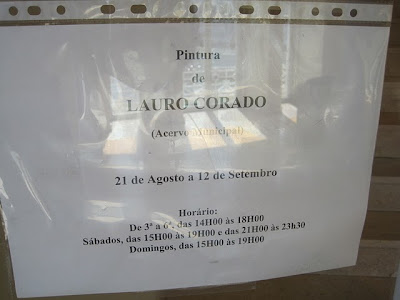 Pintura
de
LAURO CORADO
(Acervo Municipal)
21 de Agosto a 12 de Setembro
Horário:
De 3ª a 6ª, das 14H00 às 18H00
Sábados, das 15H00 às 19H00 e das 21H00 às 23h30
Domingos, das 15H00 às 19H00